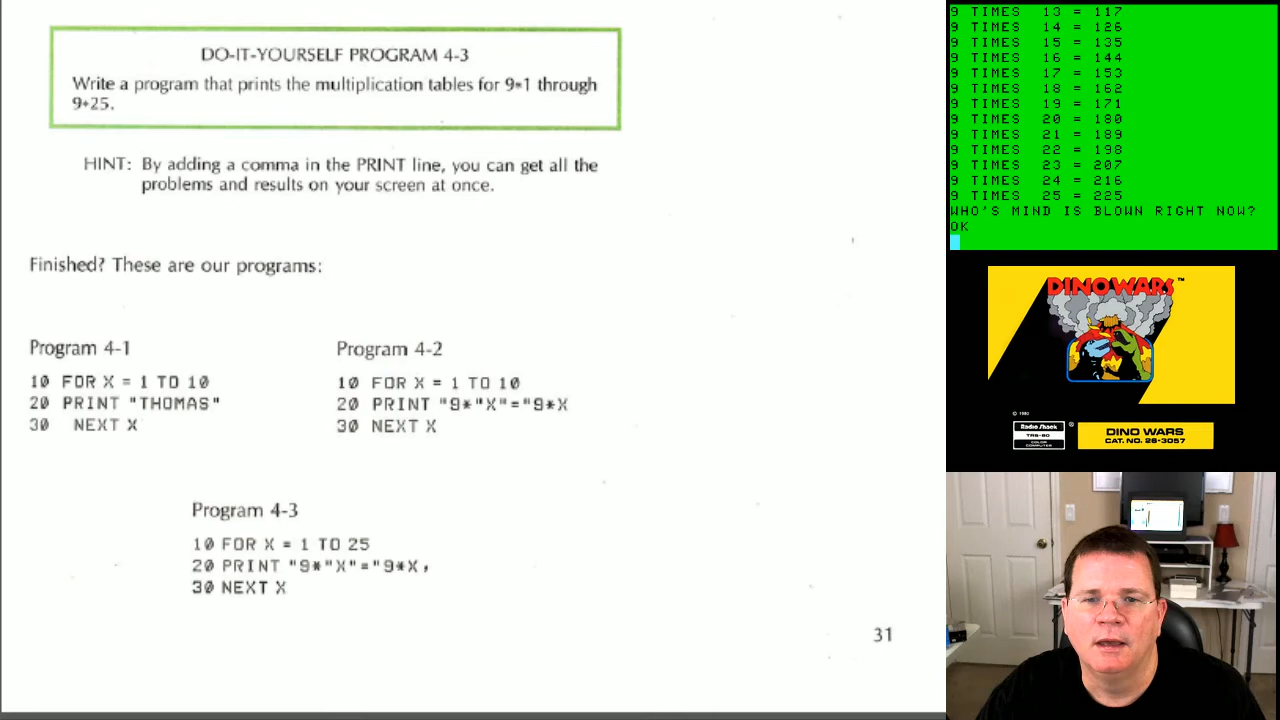 DO-IT-YOURSELF PROGRAM 4-3
Write a program that prints the multiplication tables for 9*1 through
9*25.
HINT: By adding a comma in the PRINT line, you can get all the
problems and results on your screen at once.
Finished? These are our programs:
Program 4-1
10 FOR X = 1 TO 10
20 PRINT "THOMAS"
30 NEXT X
Program 4-2
10 FOR X = 1 TO 10
20 PRINT "9*"X"="9*X
30 NEXT X
Program 4-3
10 FOR X = 1 TO 25
20 PRINT "9*"X"="9*X,
30 NEXT X
31
9 TIMES 13 = 117
9 TIMES 14 = 126
9 TIMES 15 = 135
9 TIMES 16 = 144
9 TIMES 17 = 153
9 TIMES 18 = 162
9 TIMES 19 = 171
9 TIMES 20 = 180
9 TIMES 21 = 189
9 TIMES 22 = 198
9 TIMES 23 = 207
9 TIMES 24 = 216
9 TIMES 25 = 225
WHO'S MIND IS BLOWN RIGHT NOW?
OK
DINO WARS™
© 1980
Radio Shack ®
TRS-80
COLOR
COMPUTER
DINO WARS
CAT. NO. 26-3057